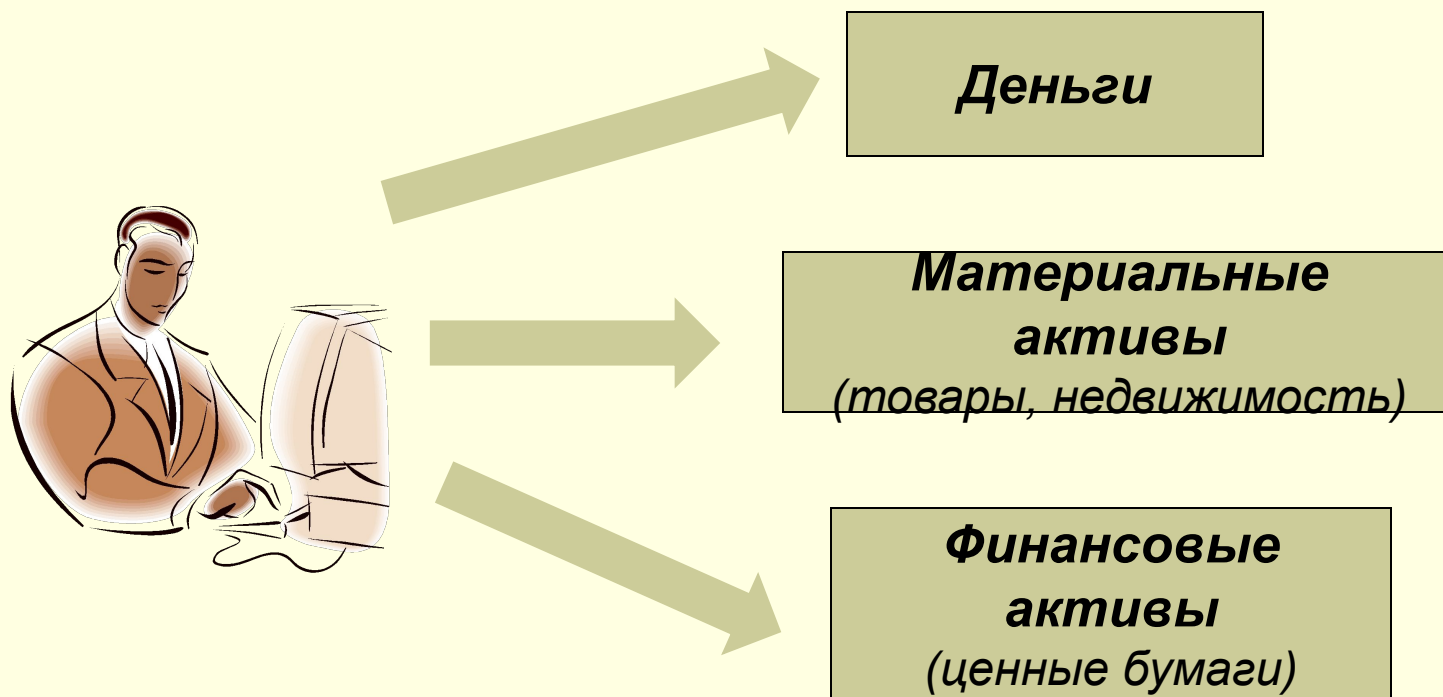 Деньги
Материальные
активы
(товары, недвижимость)
Финансовые
активы
(ценные бумаги)